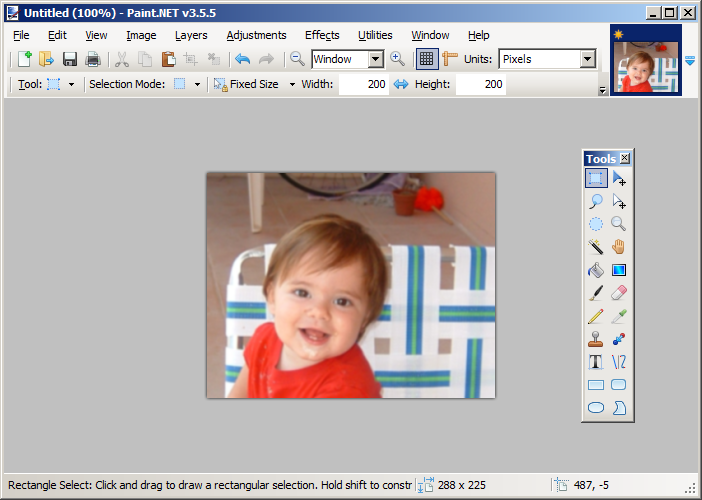 Untitled (100%) - Paint.NET v3.5.5
File Edit View Image Layers Adjustments Effects Utilities Window Help
Window Units: Pixels
Tool: Selection Mode: Fixed Size Width: 200 Height: 200
Tools
T
Rectangle Select: Click and drag to draw a rectangular selection. Hold shift to constr 288 x 225 487, -5